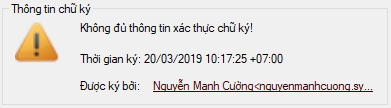 Thông tin chữ ký
Không đủ thông tin xác thực chữ ký!
Thời gian ký: 20/03/2019 10:17:25 +07:00
Được ký bởi: Nguyễn Manh Cường<nguyenmanhcuong.sy...